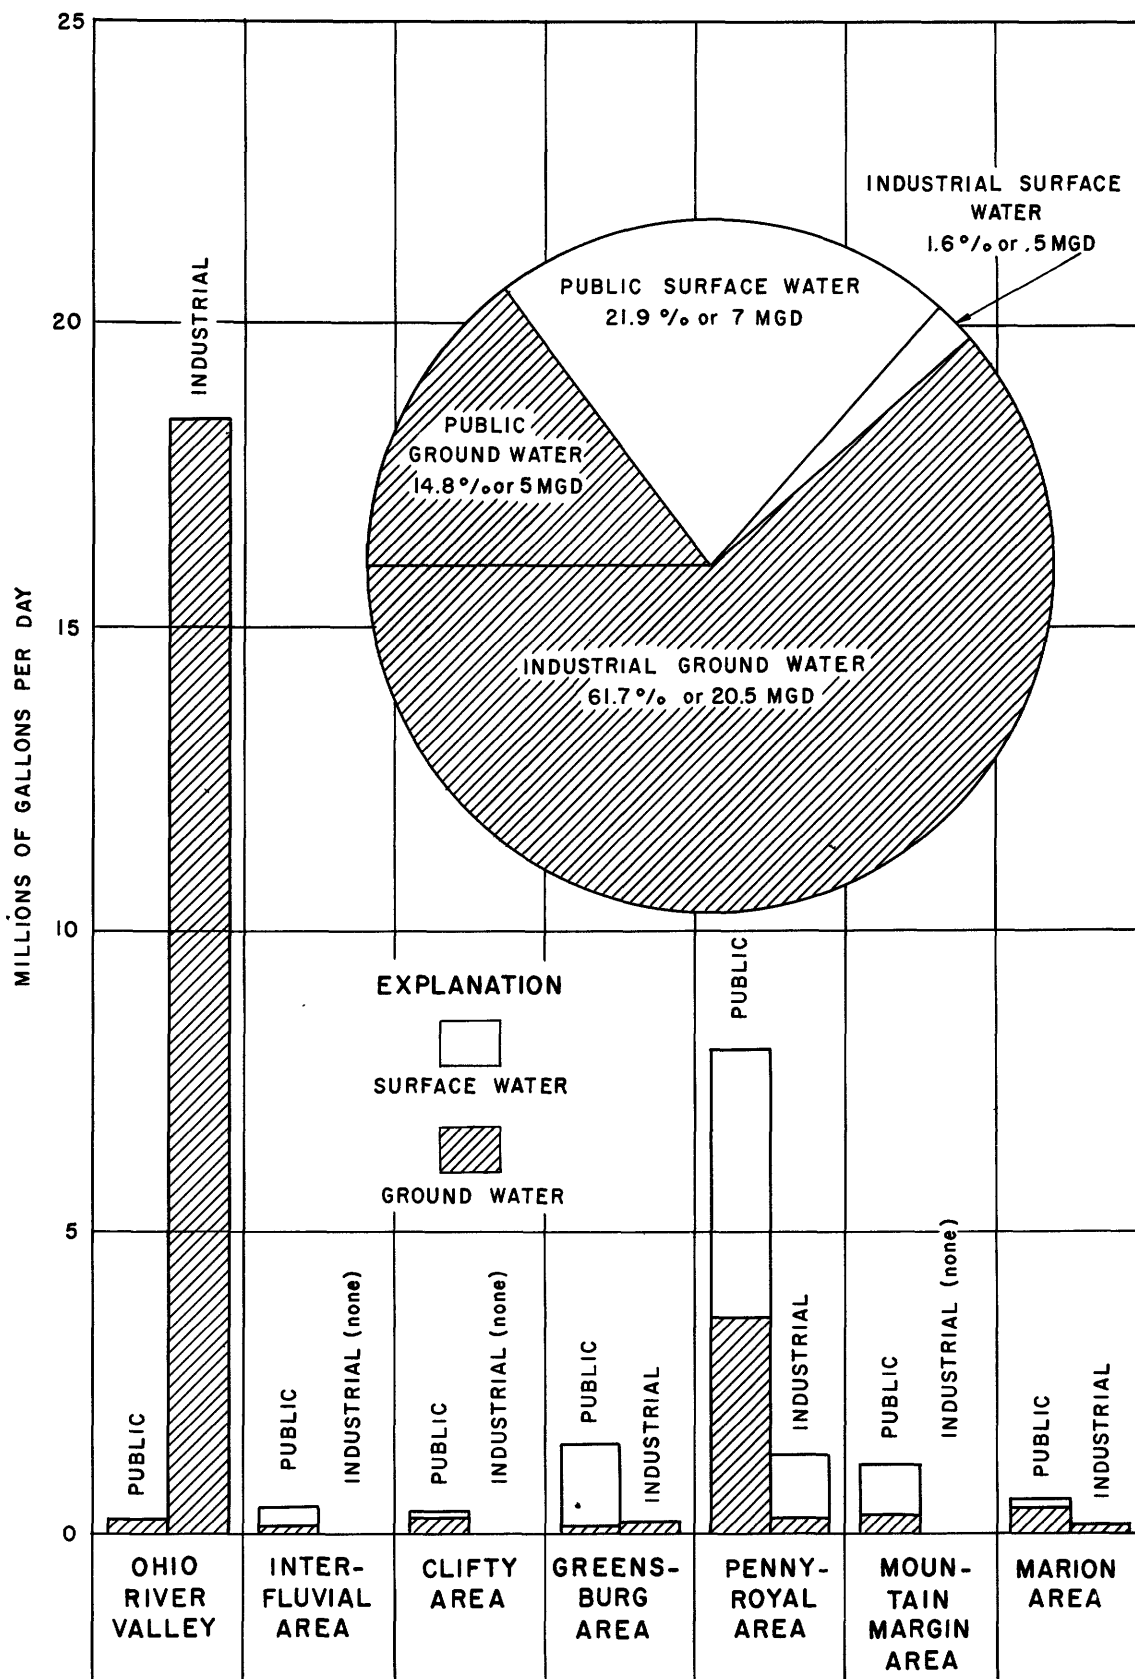 25
20
15
10
5
0
MILLIONS OF GALLONS PER DAY
INDUSTRIAL SURFACE
WATER
1.6 % or .5 MGD
PUBLIC SURFACE WATER
21.9 % or 7 MGD
PUBLIC
GROUND WATER
14.8 % or 5 MGD
INDUSTRIAL GROUND WATER
61.7 % or 20.5 MGD
EXPLANATION
SURFACE WATER
GROUND WATER
PUBLIC
INDUSTRIAL
PUBLIC
INDUSTRIAL (none)
PUBLIC
INDUSTRIAL (none)
PUBLIC
INDUSTRIAL
PUBLIC
INDUSTRIAL
PUBLIC
INDUSTRIAL (none)
PUBLIC
INDUSTRIAL
OHIO
RIVER
VALLEY
INTER-
FLUVIAL
AREA
CLIFTY
AREA
GREENS-
BURG
AREA
PENNY-
ROYAL
AREA
MOUN-
TAIN
MARGIN
AREA
MARION
AREA